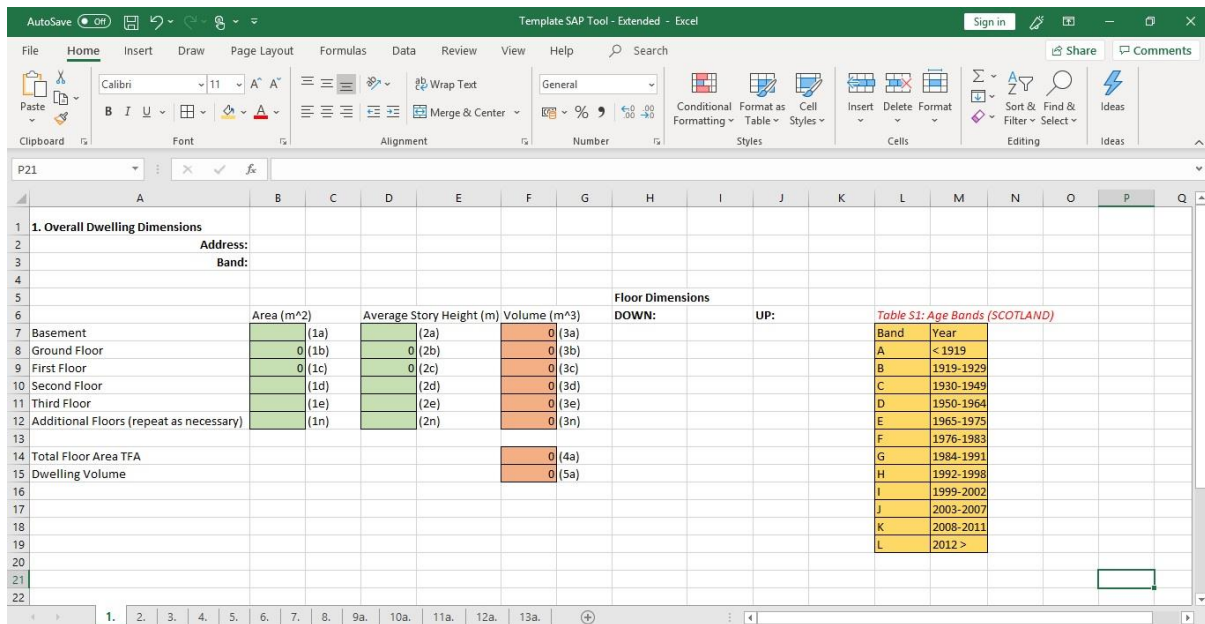 AutoSave Off Template SAP Tool - Extended - Excel Sign in
File Home Insert Draw Page Layout Formulas Data Review View Help Search Share Comments
Calibri 11 A^ Aˇ Wrap Text General
Paste B I U A Merge & Center % 9 .00 Conditional Formatting Format as Table Cell Styles Insert Delete Format Sort & Filter Find & Select Ideas
Clipboard Font Alignment Number Styles Cells Editing Ideas
P21 fx
A B C D E F G H I J K L M N O P Q
1 1. Overall Dwelling Dimensions
2 Address:
3 Band:
4
5 Floor Dimensions
6 Area (m^2) Average Story Height (m) Volume (m^3) DOWN: UP: Table S1: Age Bands (SCOTLAND)
7 Basement (1a) (2a) 0 (3a) Band Year
8 Ground Floor 0 (1b) 0 (2b) 0 (3b) A < 1919
9 First Floor 0 (1c) 0 (2c) 0 (3c) B 1919-1929
10 Second Floor (1d) (2d) 0 (3d) C 1930-1949
11 Third Floor (1e) (2e) 0 (3e) D 1950-1964
12 Additional Floors (repeat as necessary) (1n) (2n) 0 (3n) E 1965-1975
13 F 1976-1983
14 Total Floor Area TFA 0 (4a) G 1984-1991
15 Dwelling Volume 0 (5a) H 1992-1998
16 I 1999-2002
17 J 2003-2007
18 K 2008-2011
19 L 2012 >
20
21
22
1. 2. 3. 4. 5. 6. 7. 8. 9a. 10a. 11a. 12a. 13a.